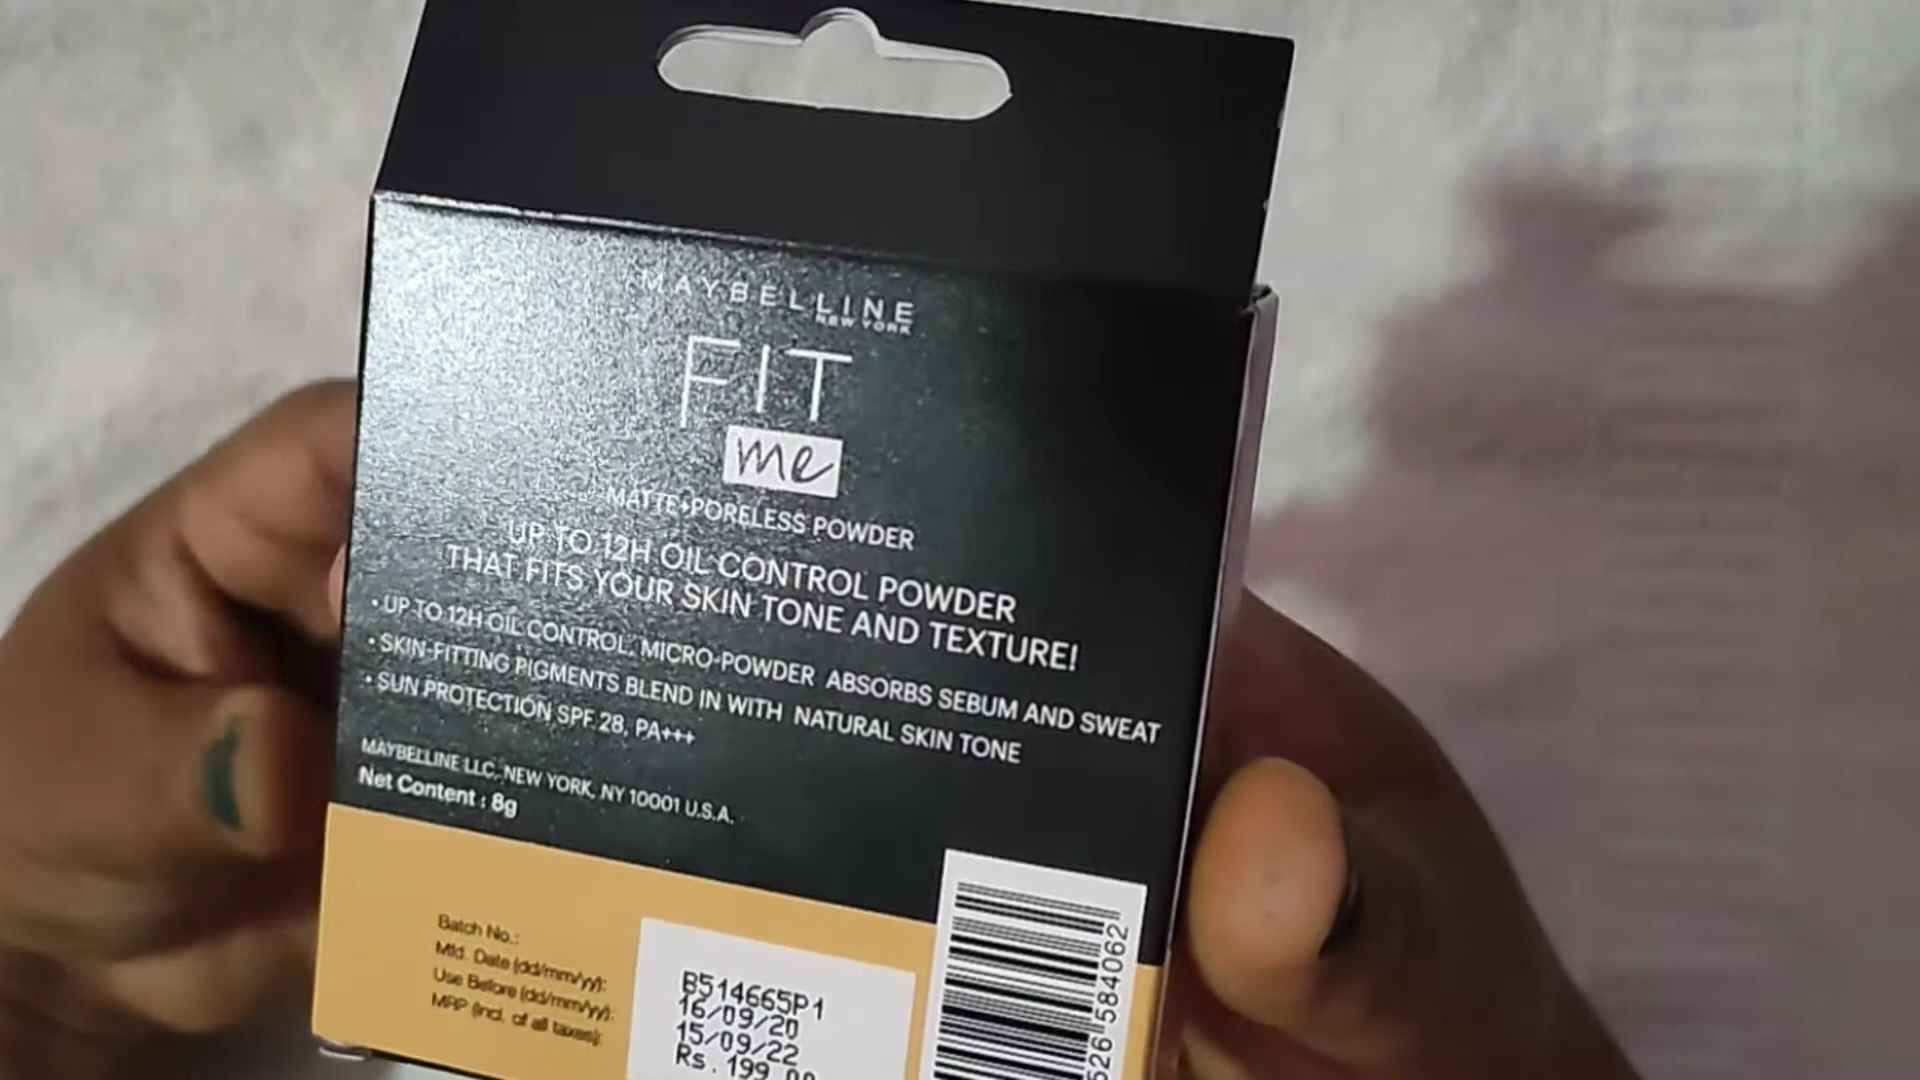 MAYBELLINE
NEW YORK
FIT
me
MATTE+PORELESS POWDER
UP TO 12H OIL CONTROL POWDER
THAT FITS YOUR SKIN TONE AND TEXTURE!
• UP TO 12H OIL CONTROL. MICRO-POWDER ABSORBS SEBUM AND SWEAT
• SKIN-FITTING PIGMENTS BLEND IN WITH NATURAL SKIN TONE
• SUN PROTECTION SPF 28, PA+++
MAYBELLINE LLC, NEW YORK, NY 10001 U.S.A.
Net Content : 8g
Batch No.:
Mfd. Date (dd/mm/yy):
Use Before (dd/mm/yy):
MRP (Incl. of all taxes):
B514665P1
16/09/20
15/09/22
Rs.199.00
526 584062